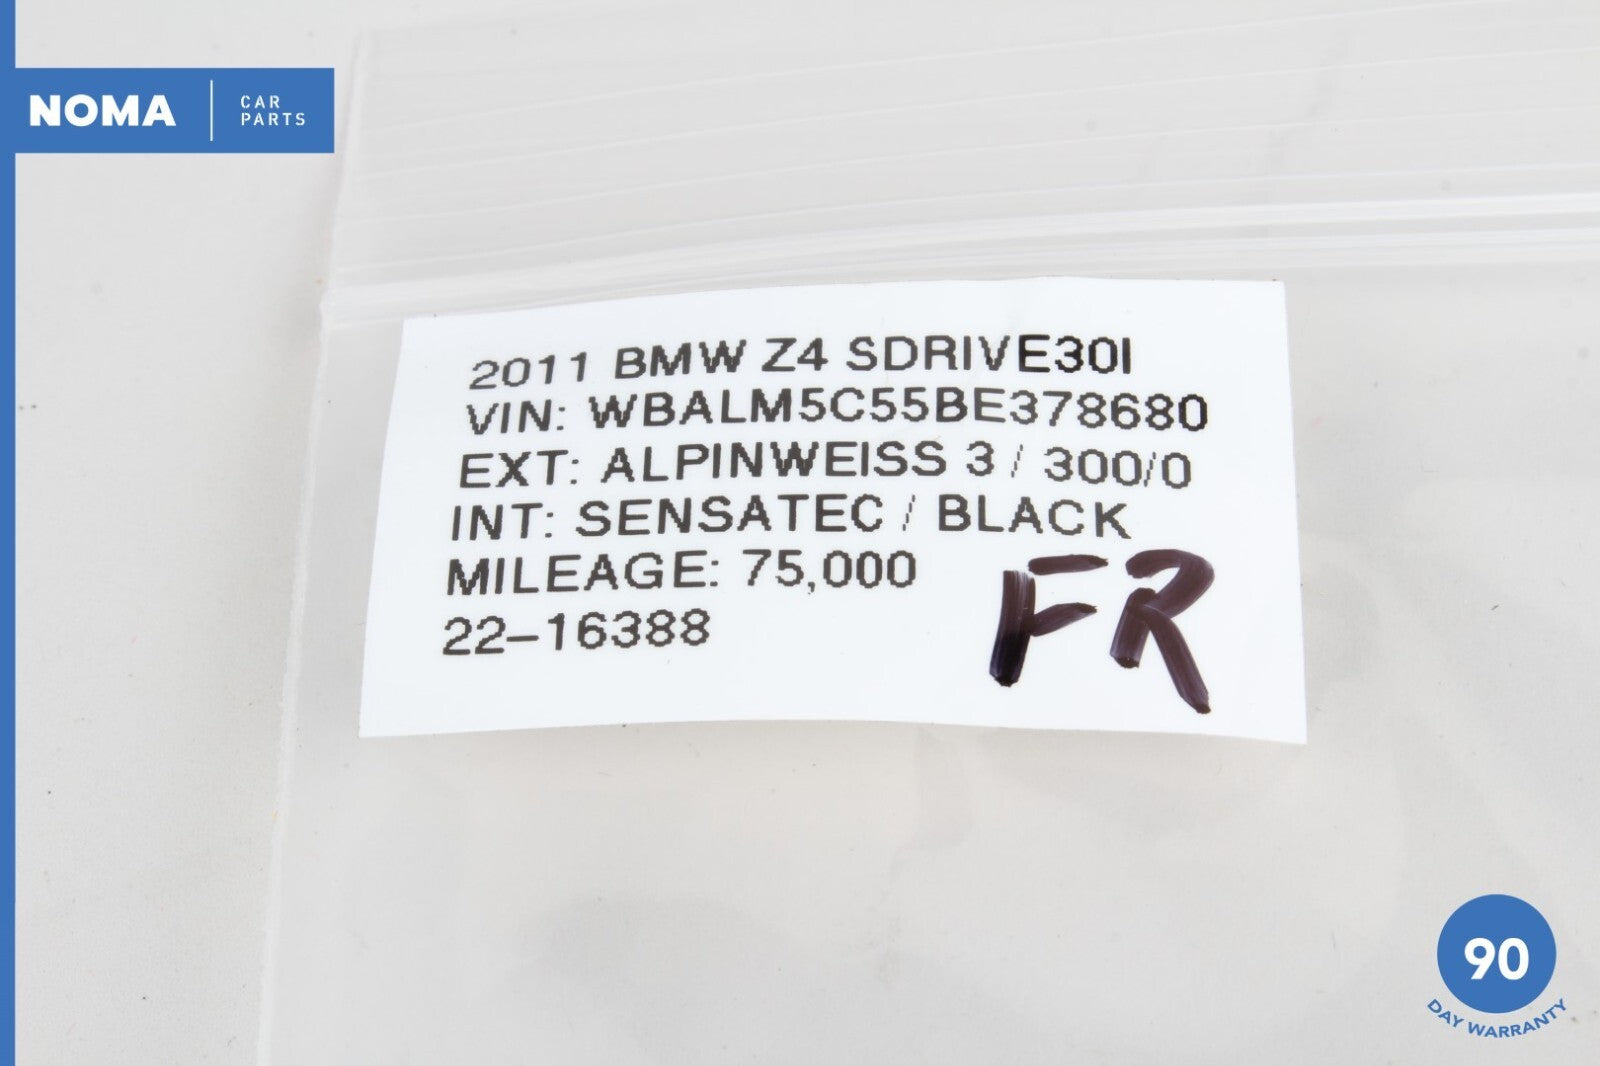 NOMA
CAR
PARTS
2011 BMW Z4 SDRIVE30I
VIN: WBALM5C55BE378680
EXT: ALPINWEISS 3 / 300/0
INT: SENSATEC / BLACK
MILEAGE: 75,000
22-16388
FR
90
DAY WARRANTY